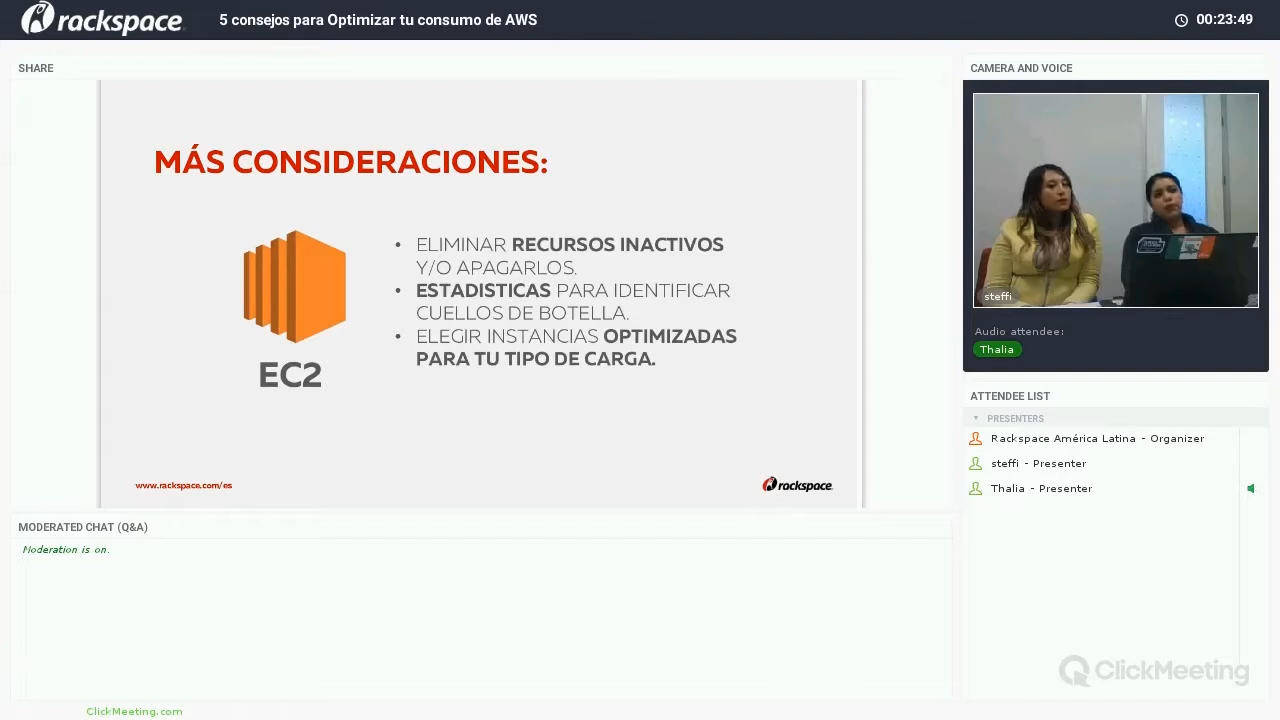 rackspace
5 consejos para Optimizar tu consumo de AWS
00:23:49
SHARE
MÁS CONSIDERACIONES:
EC2
• ELIMINAR RECURSOS INACTIVOS
Y/O APAGARLOS.
• ESTADISTICAS PARA IDENTIFICAR
CUELLOS DE BOTELLA.
• ELEGIR INSTANCIAS OPTIMIZADAS
PARA TU TIPO DE CARGA.
www.rackspace.com/es
rackspace
MODERATED CHAT (Q&A)
Moderation is on.
ClickMeeting.com
CAMERA AND VOICE
steffi
Audio attendee:
Thalia
ATTENDEE LIST
PRESENTERS
Rackspace América Latina - Organizer
steffi - Presenter
Thalia - Presenter
ClickMeeting